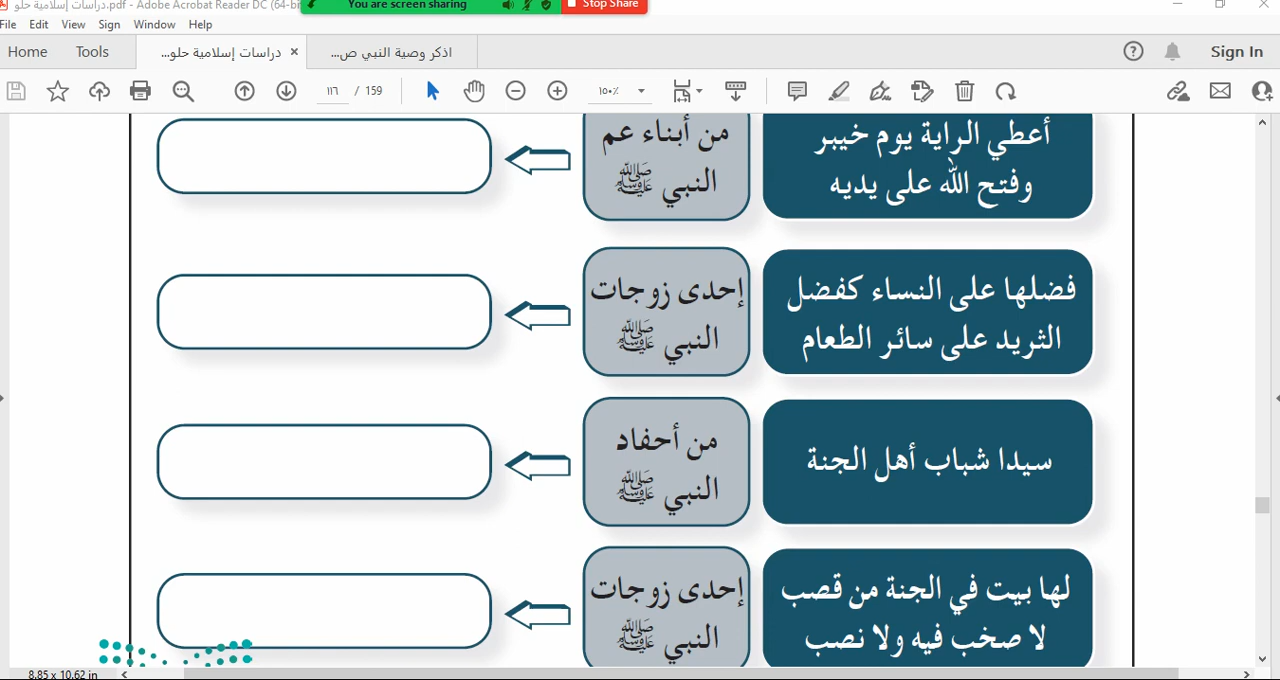 دراسات إسلامية حلو.pdf - Adobe Acrobat Reader DC (64-bi
You are screen sharing
Stop Share
File Edit View Sign Window Help
Home Tools
دراسات إسلامية حلو...
اذكر وصية النبي ص...
Sign In
١١٦ / 159
١٥٠٪
أعطي الراية يوم خيبر
وفتح الله على يديه
من أبناء عم
النبي ﷺ
فضلها على النساء كفضل
الثريد على سائر الطعام
إحدى زوجات
النبي ﷺ
سيدا شباب أهل الجنة
من أحفاد
النبي ﷺ
لها بيت في الجنة من قصب
لا صخب فيه ولا نصب
إحدى زوجات
النبي ﷺ
8.85 x 10.62 in